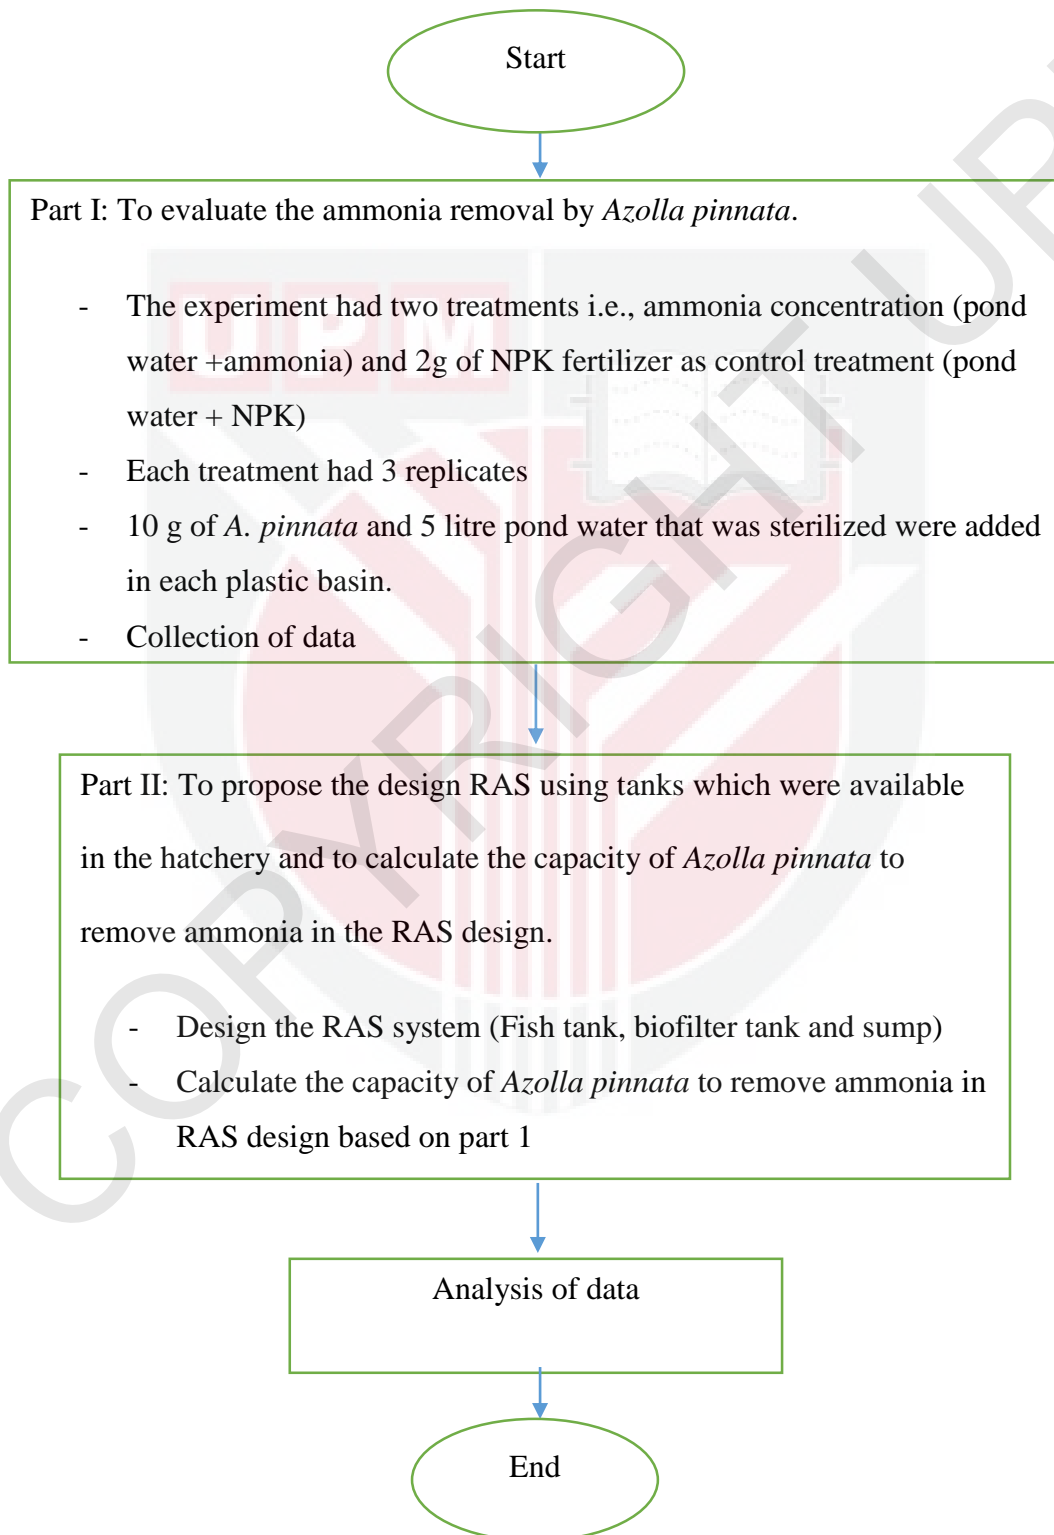 Start
Part I: To evaluate the ammonia removal by Azolla pinnata.
- The experiment had two treatments i.e., ammonia concentration (pond
water +ammonia) and 2g of NPK fertilizer as control treatment (pond
water + NPK)
- Each treatment had 3 replicates
- 10 g of A. pinnata and 5 litre pond water that was sterilized were added
in each plastic basin.
- Collection of data
Part II: To propose the design RAS using tanks which were available
in the hatchery and to calculate the capacity of Azolla pinnata to
remove ammonia in the RAS design.
- Design the RAS system (Fish tank, biofilter tank and sump)
- Calculate the capacity of Azolla pinnata to remove ammonia in
RAS design based on part 1
Analysis of data
End
UPM
COPYRIGHT UP